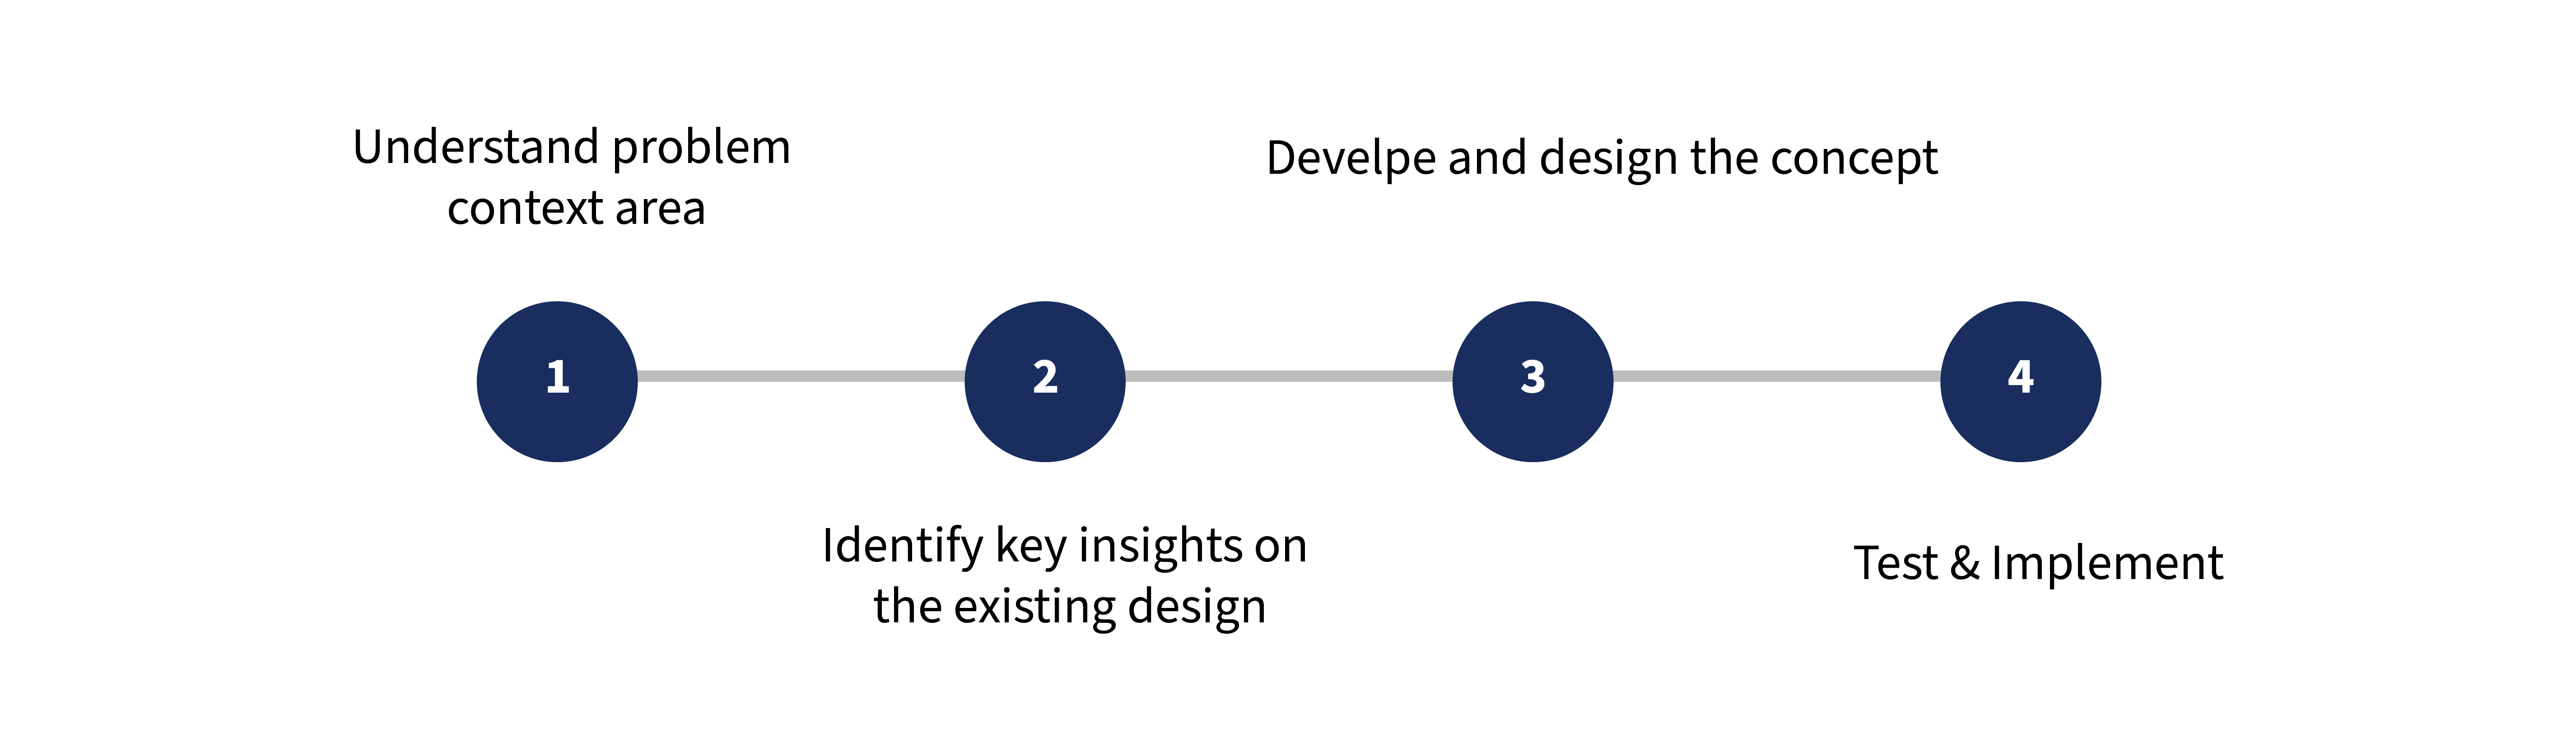 Understand problem
context area
Develpe and design the concept
1
2
3
4
Identify key insights on
the existing design
Test & Implement